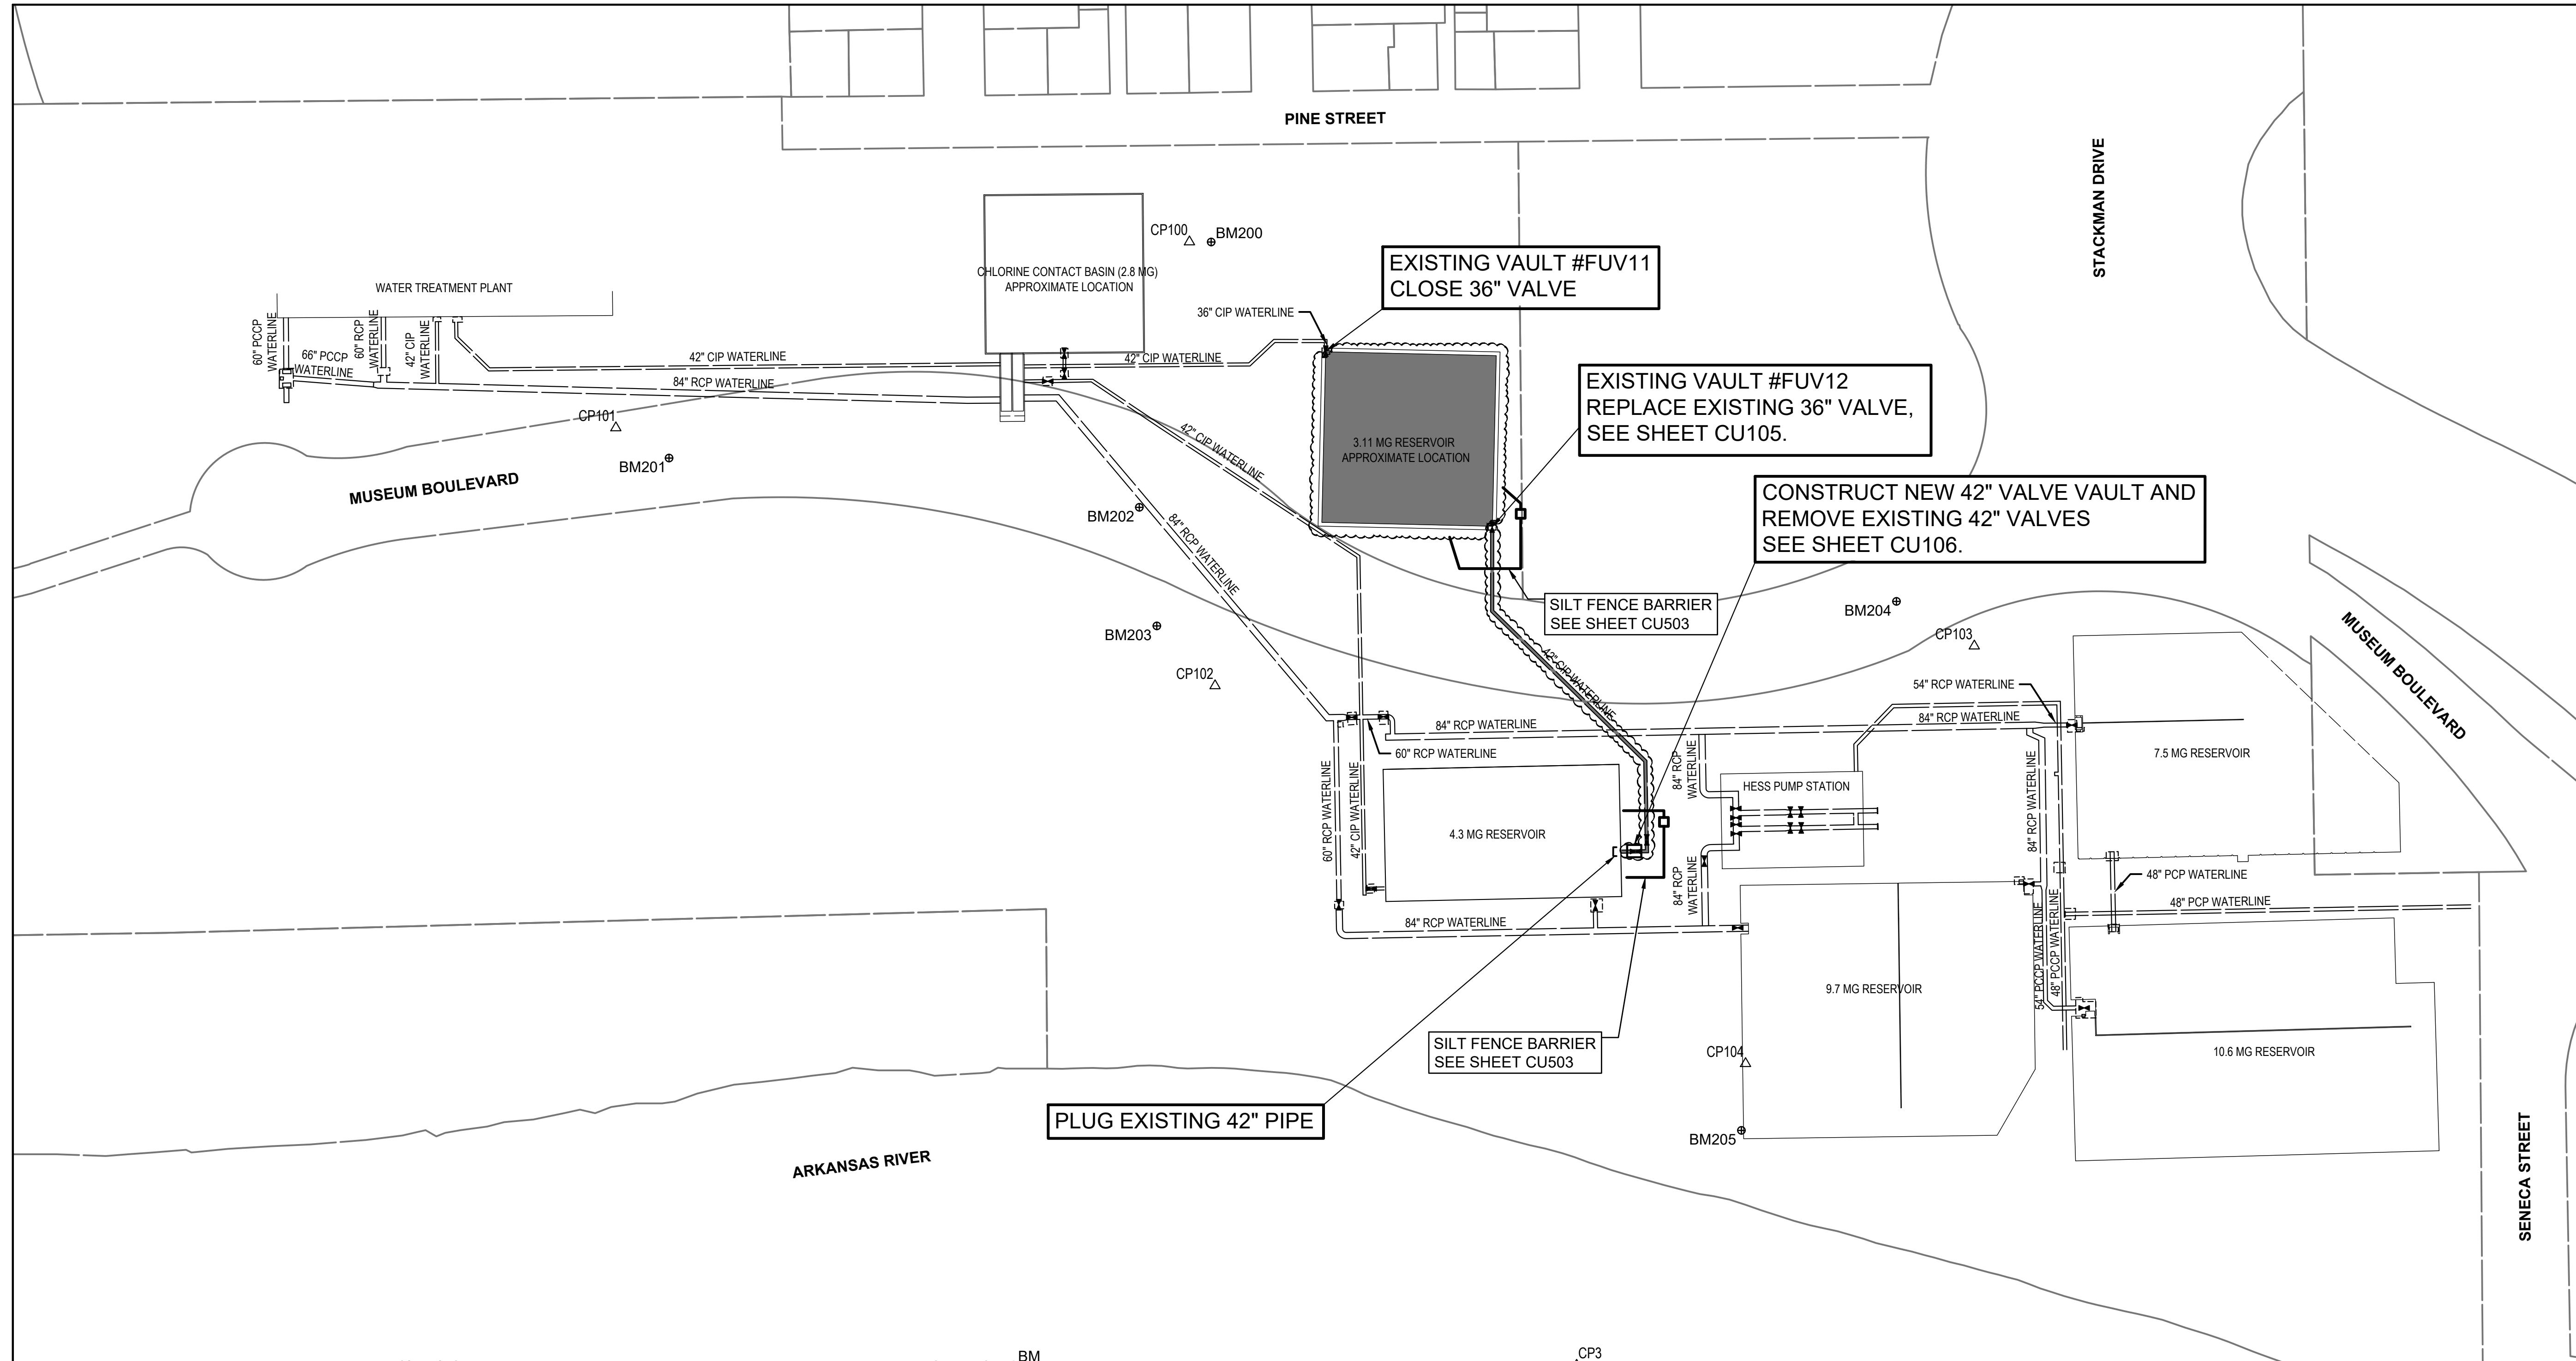 PINE STREET
STACKMAN DRIVE
CP100
BM200
EXISTING VAULT #FUV11
CLOSE 36" VALVE
CHLORINE CONTACT BASIN (2.8 MG)
APPROXIMATE LOCATION
WATER TREATMENT PLANT
36" CIP WATERLINE
60" PCCP
WATERLINE
66" PCCP
WATERLINE
60" RCP
WATERLINE
42" CIP
WATERLINE
42" CIP WATERLINE
84" RCP WATERLINE
42" CIP WATERLINE
EXISTING VAULT #FUV12
REPLACE EXISTING 36" VALVE,
SEE SHEET CU105.
CP101
BM201
MUSEUM BOULEVARD
42" CIP WATERLINE
3.11 MG RESERVOIR
APPROXIMATE LOCATION
CONSTRUCT NEW 42" VALVE VAULT AND
REMOVE EXISTING 42" VALVES
SEE SHEET CU106.
BM202
84" RCP WATERLINE
SILT FENCE BARRIER
SEE SHEET CU503
BM203
BM204
CP102
CP103
42" CIP WATERLINE
MUSEUM BOULEVARD
54" RCP WATERLINE
84" RCP WATERLINE
84" RCP WATERLINE
60" RCP WATERLINE
84" RCP
WATERLINE
7.5 MG RESERVOIR
HESS PUMP STATION
60" RCP WATERLINE
42" CIP WATERLINE
4.3 MG RESERVOIR
84" RCP WATERLINE
84" RCP
WATERLINE
48" PCP WATERLINE
48" PCP WATERLINE
84" RCP WATERLINE
54" PCCP WATERLINE
48" PCCP WATERLINE
9.7 MG RESERVOIR
SILT FENCE BARRIER
SEE SHEET CU503
CP104
10.6 MG RESERVOIR
PLUG EXISTING 42" PIPE
BM205
ARKANSAS RIVER
SENECA STREET
BM
CP3